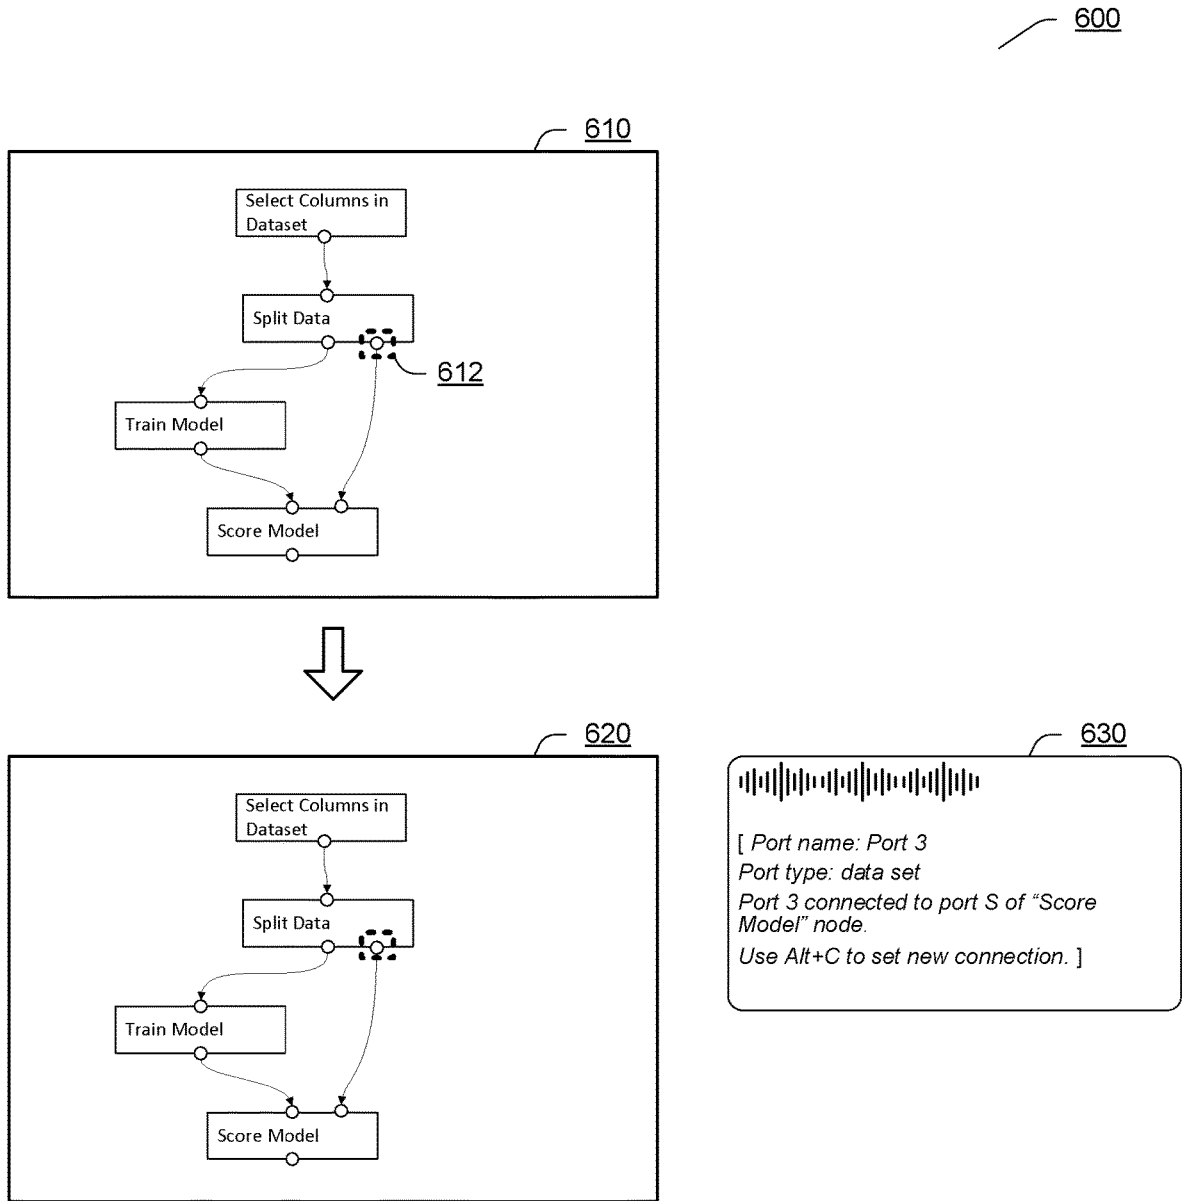 600
610
Select Columns in
Dataset
Split Data
612
Train Model
Score Model
620
630
Select Columns in
Dataset
[ Port name: Port 3
Port type: data set
Port 3 connected to port S of “Score
Model” node.
Use Alt+C to set new connection. ]
Split Data
Train Model
Score Model